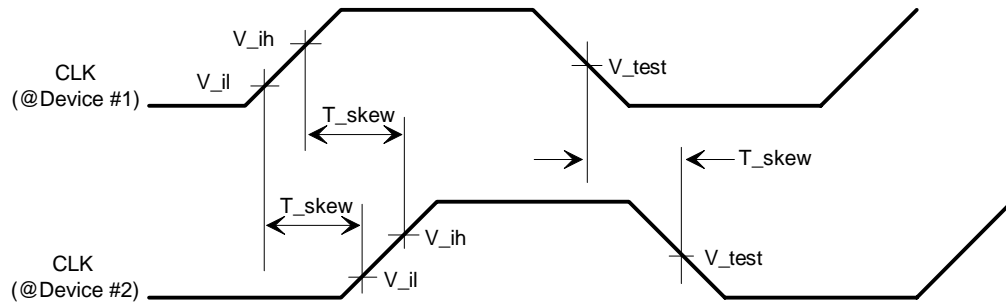 V_ih
V_test
CLK
(@Device #1)
V_il
T_skew
T_skew
T_skew
V_ih
V_test
CLK
(@Device #2)
V_il